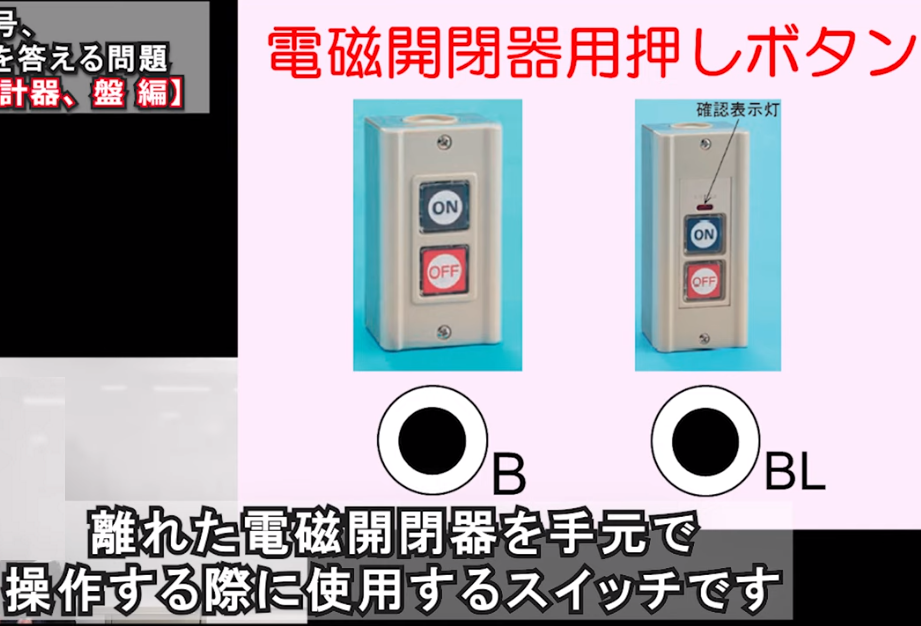 号、
を答える問題
計器、盤 編】
電磁開閉器用押しボタン
確認表示灯
ON
OFF
ON
OFF
B
BL
離れた電磁開閉器を手元で
操作する際に使用するスイッチです